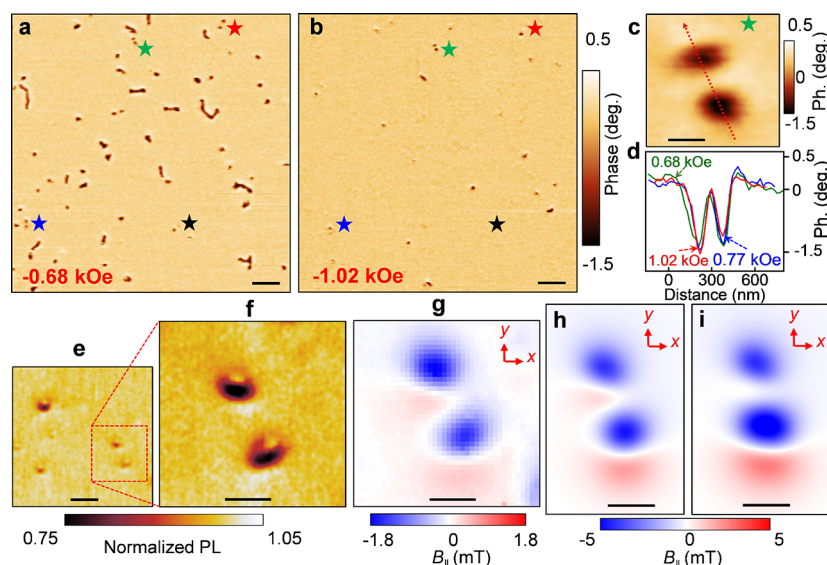 a
b
c
0.5
0.5
0
-1.5
Ph. (deg.)
Phase (deg.)
-1.5
-0.68 kOe
-1.02 kOe
d
0.68 kOe
1.02 kOe
0.77 kOe
0.5
0
-1.5
Ph. (deg.)
0 300 600
Distance (nm)
e
f
g
y
x
h
y
x
i
y
x
0.75
1.05
Normalized PL
-1.8
0
1.8
B|| (mT)
-5
0
5
B|| (mT)